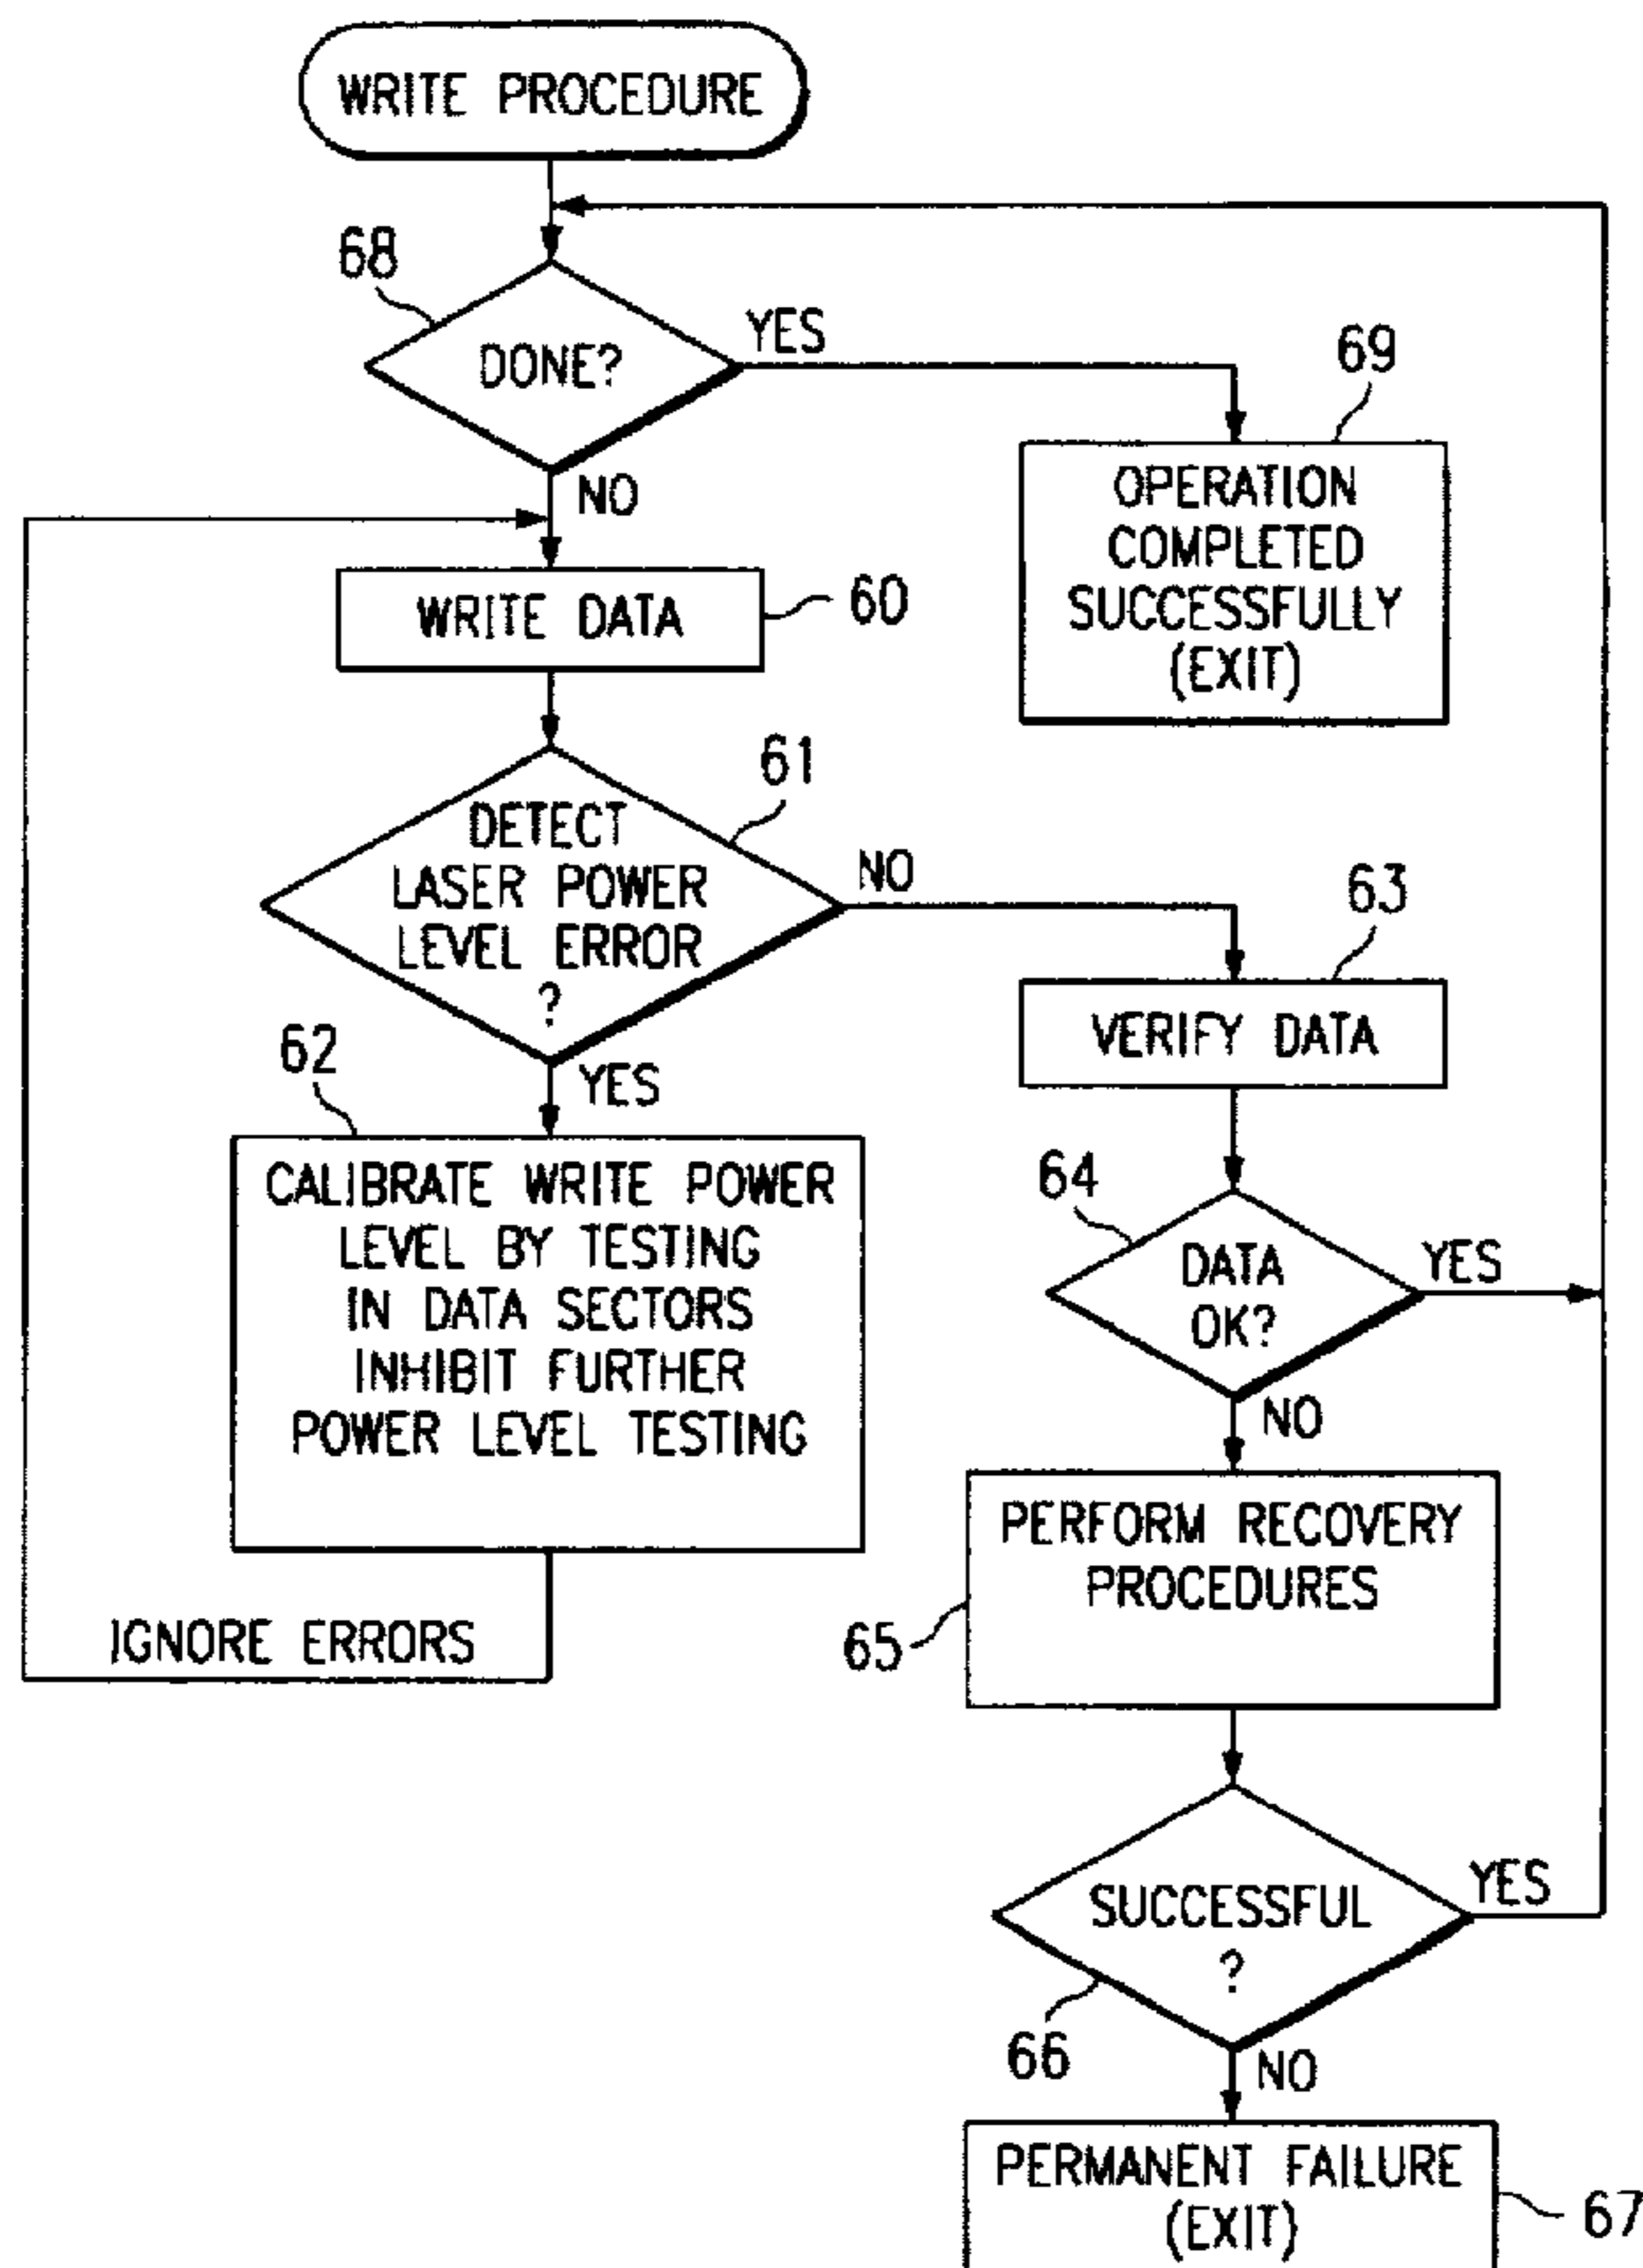 WRITE PROCEDURE
68
DONE?
YES
NO
69
OPERATION
COMPLETED
SUCCESSFULLY
(EXIT)
WRITE DATA
60
61
DETECT
LASER POWER
LEVEL ERROR
?
NO
YES
62
CALIBRATE WRITE POWER
LEVEL BY TESTING
IN DATA SECTORS
INHIBIT FURTHER
POWER LEVEL TESTING
IGNORE ERRORS
63
VERIFY DATA
64
DATA
OK?
YES
NO
PERFORM RECOVERY
PROCEDURES
65
SUCCESSFUL
?
YES
66
NO
PERMANENT FAILURE
(EXIT)
67